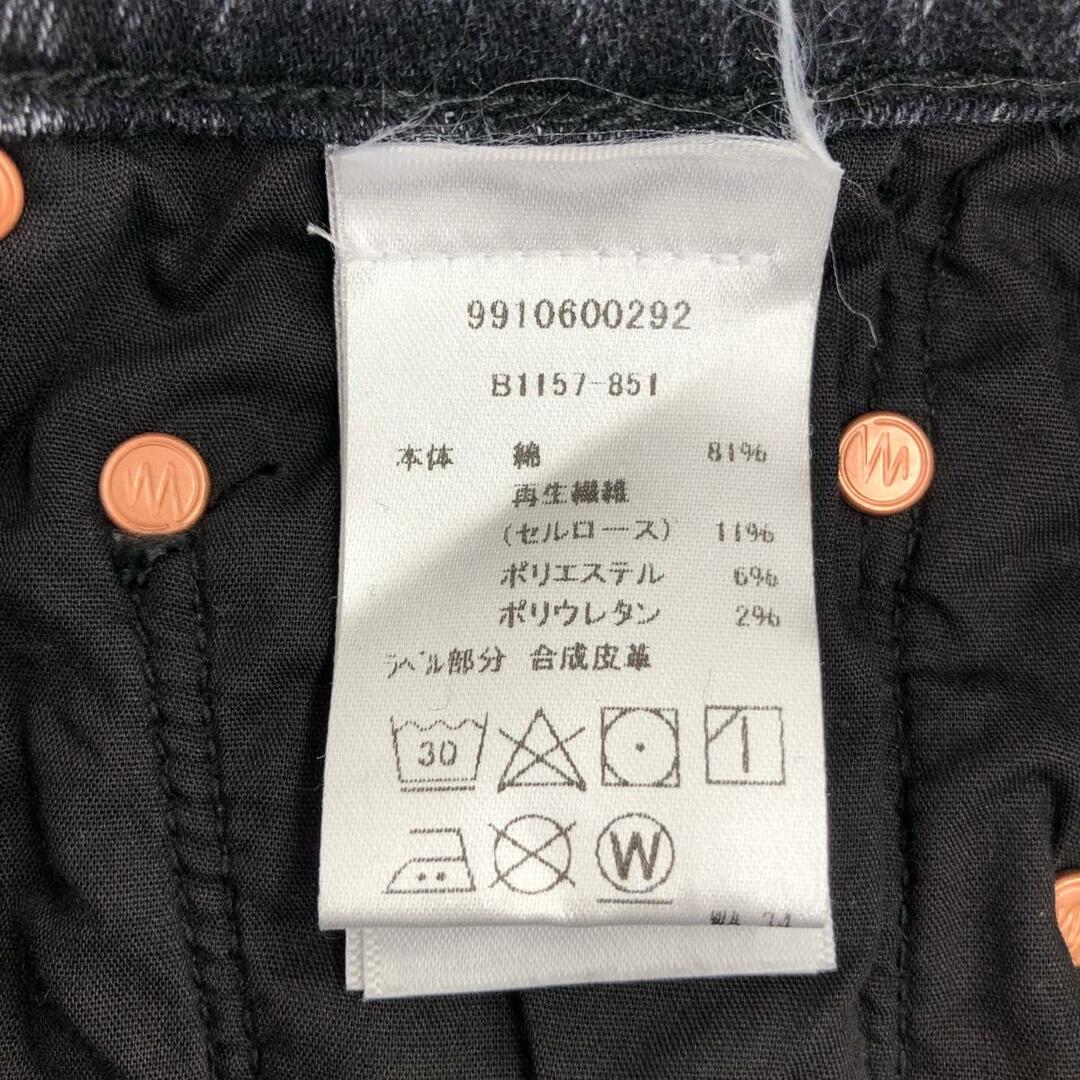 9910600292
B1157-851
本体 綿 81%
再生繊維
(セルロース) 11%
ポリエステル 6%
ポリウレタン 2%
ラベル部分 合成皮革
30
W